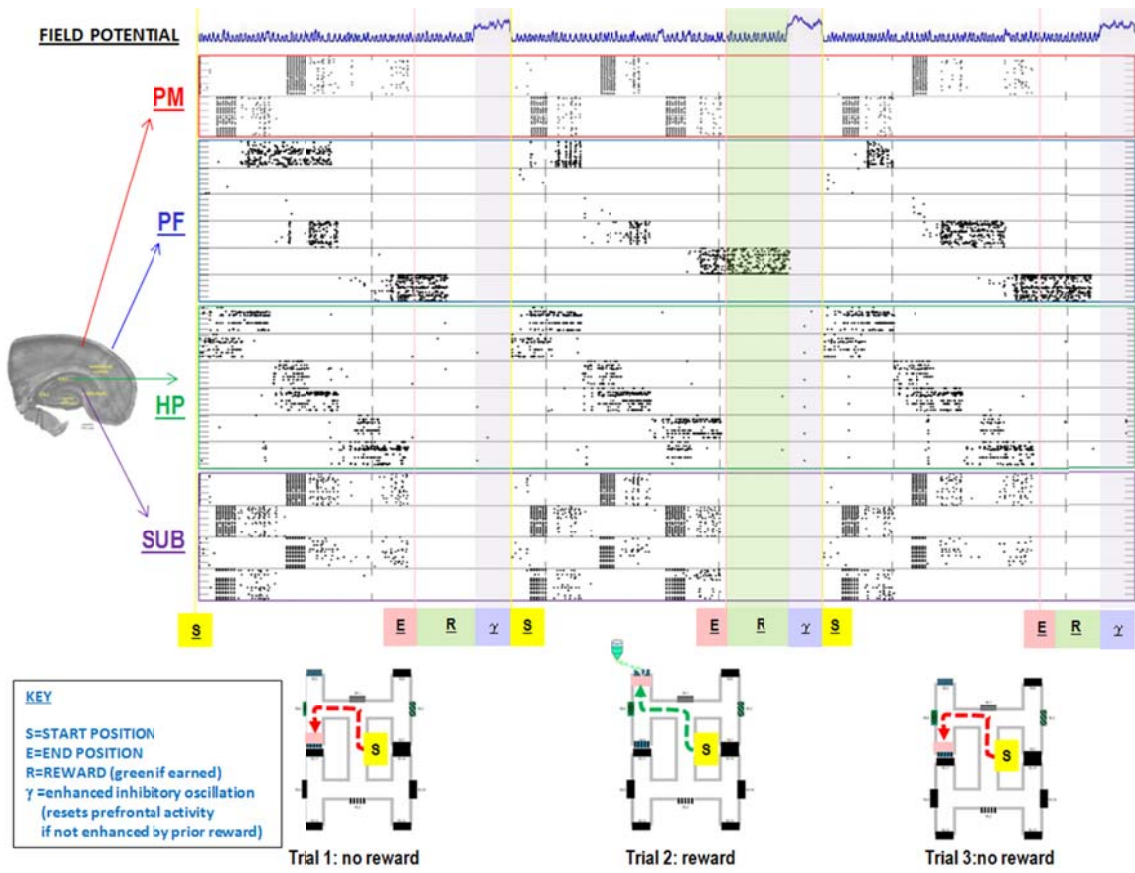 FIELD POTENTIAL
PM
PF
HP
SUB
S E R γ S E R γ S E R γ
S
S
S
KEY
S=START POSITION
E=END POSITION
R=REWARD (greenif earned)
γ =enhanced inhibitory oscillation
(resets prefrontal activity
if not enhanced by prior reward)
Trial 1: no reward
Trial 2: reward
Trial 3:no reward